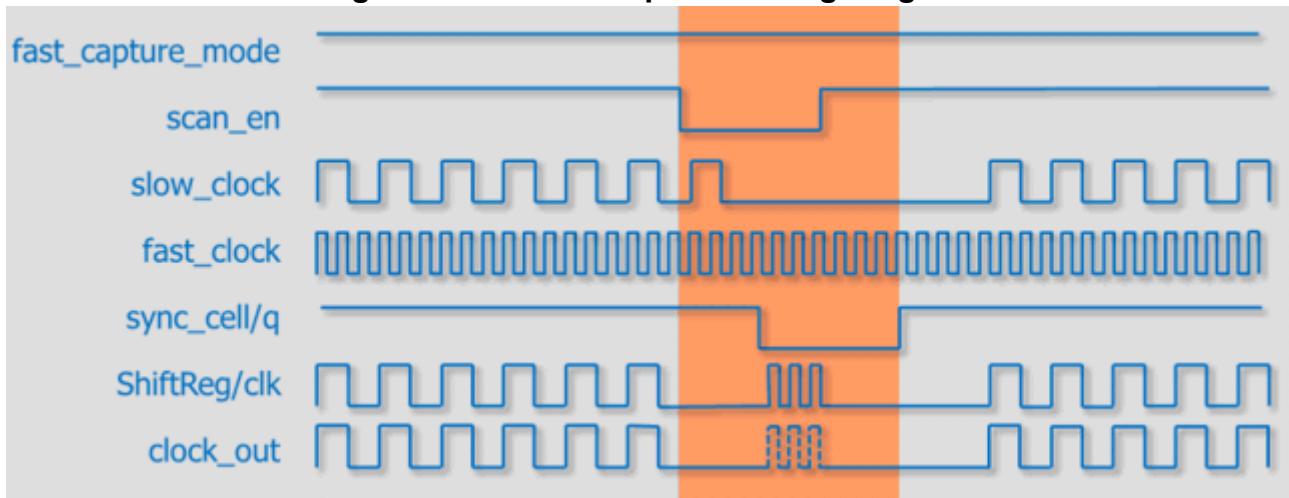 fast_capture_mode
scan_en
slow_clock
fast_clock
sync_cell/q
ShiftReg/clk
clock_out